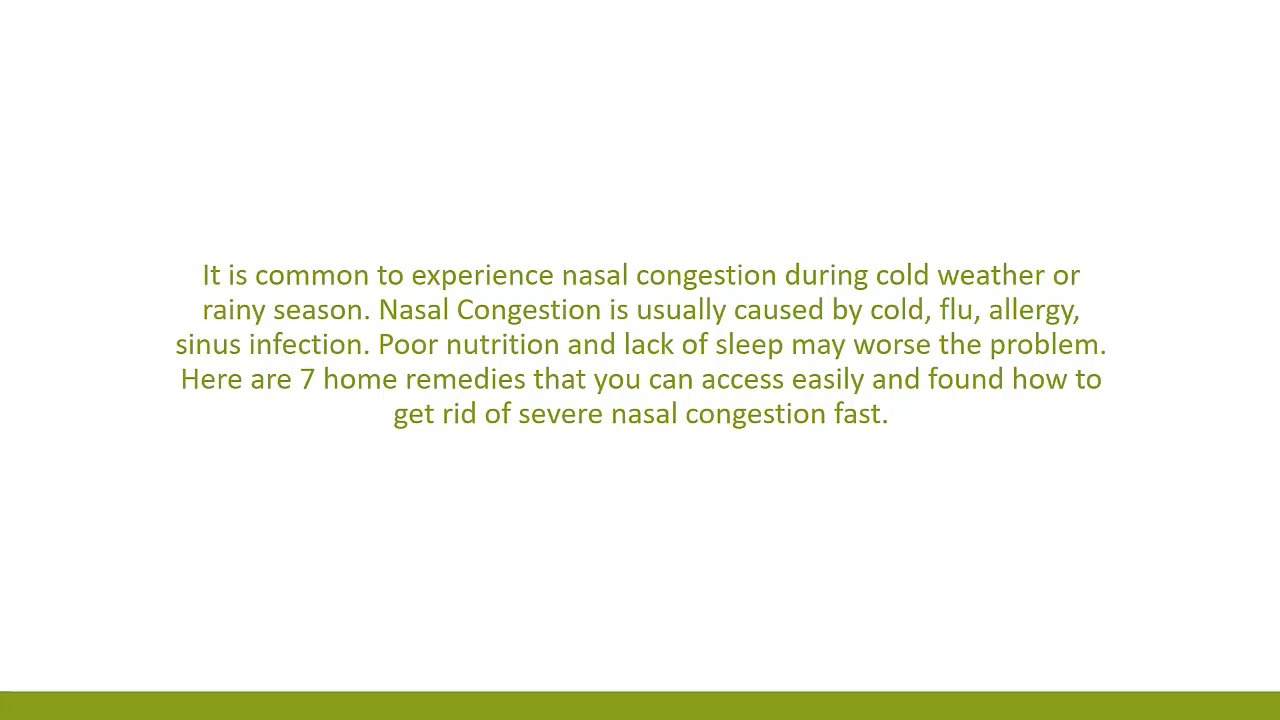 It is common to experience nasal congestion during cold weather or
rainy season. Nasal Congestion is usually caused by cold, flu, allergy,
sinus infection. Poor nutrition and lack of sleep may worse the problem.
Here are 7 home remedies that you can access easily and found how to
get rid of severe nasal congestion fast.